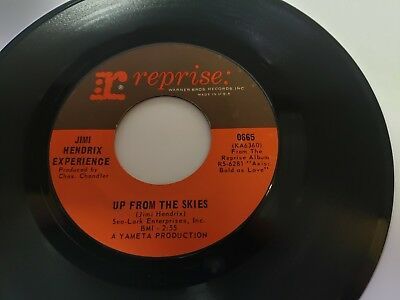 r reprise:
WARNER BROS. RECORDS INC.
MADE IN U.S.A.
JIMI
HENDRIX
EXPERIENCE
Produced by
Chas. Chandler
0665
(KA6360)
From The
Reprise Album
RS-6281 "Axis:
Bold as Love"
UP FROM THE SKIES
(Jimi Hendrix)
Sea-Lark Enterprises, Inc.
BMI - 2:55
A YAMETA PRODUCTION